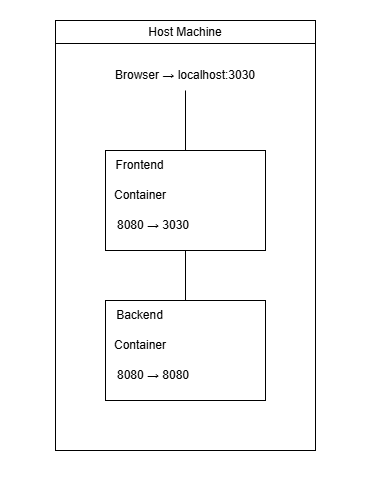 Host Machine
Browser → localhost:3030
Frontend
Container
8080 → 3030
Backend
Container
8080 → 8080